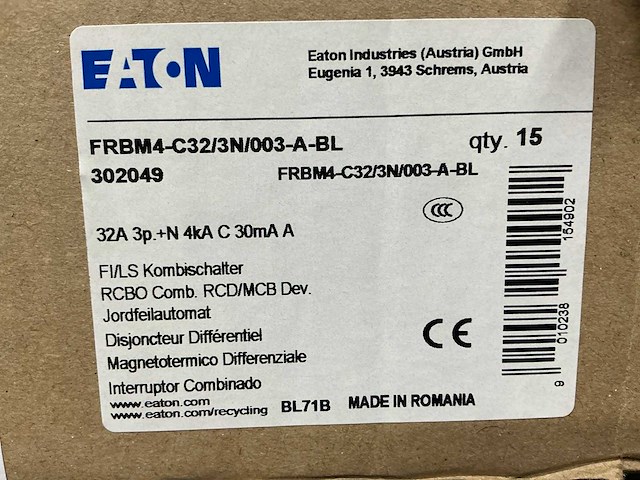 EATON
Eaton Industries (Austria) GmbH
Eugenia 1, 3943 Schrems, Austria
FRBM4-C32/3N/003-A-BL qty. 15
302049 FRBM4-C32/3N/003-A-BL
CCC
32A 3p.+N 4kA C 30mA A
FI/LS Kombischalter
RCBO Comb. RCD/MCB Dev.
Jordfeilautomat
Disjoncteur Différentiel
Magnetotermico Differenziale
Interruptor Combinado
CE
www.eaton.com
www.eaton.com/recycling BL71B MADE IN ROMANIA
9 010238 154902